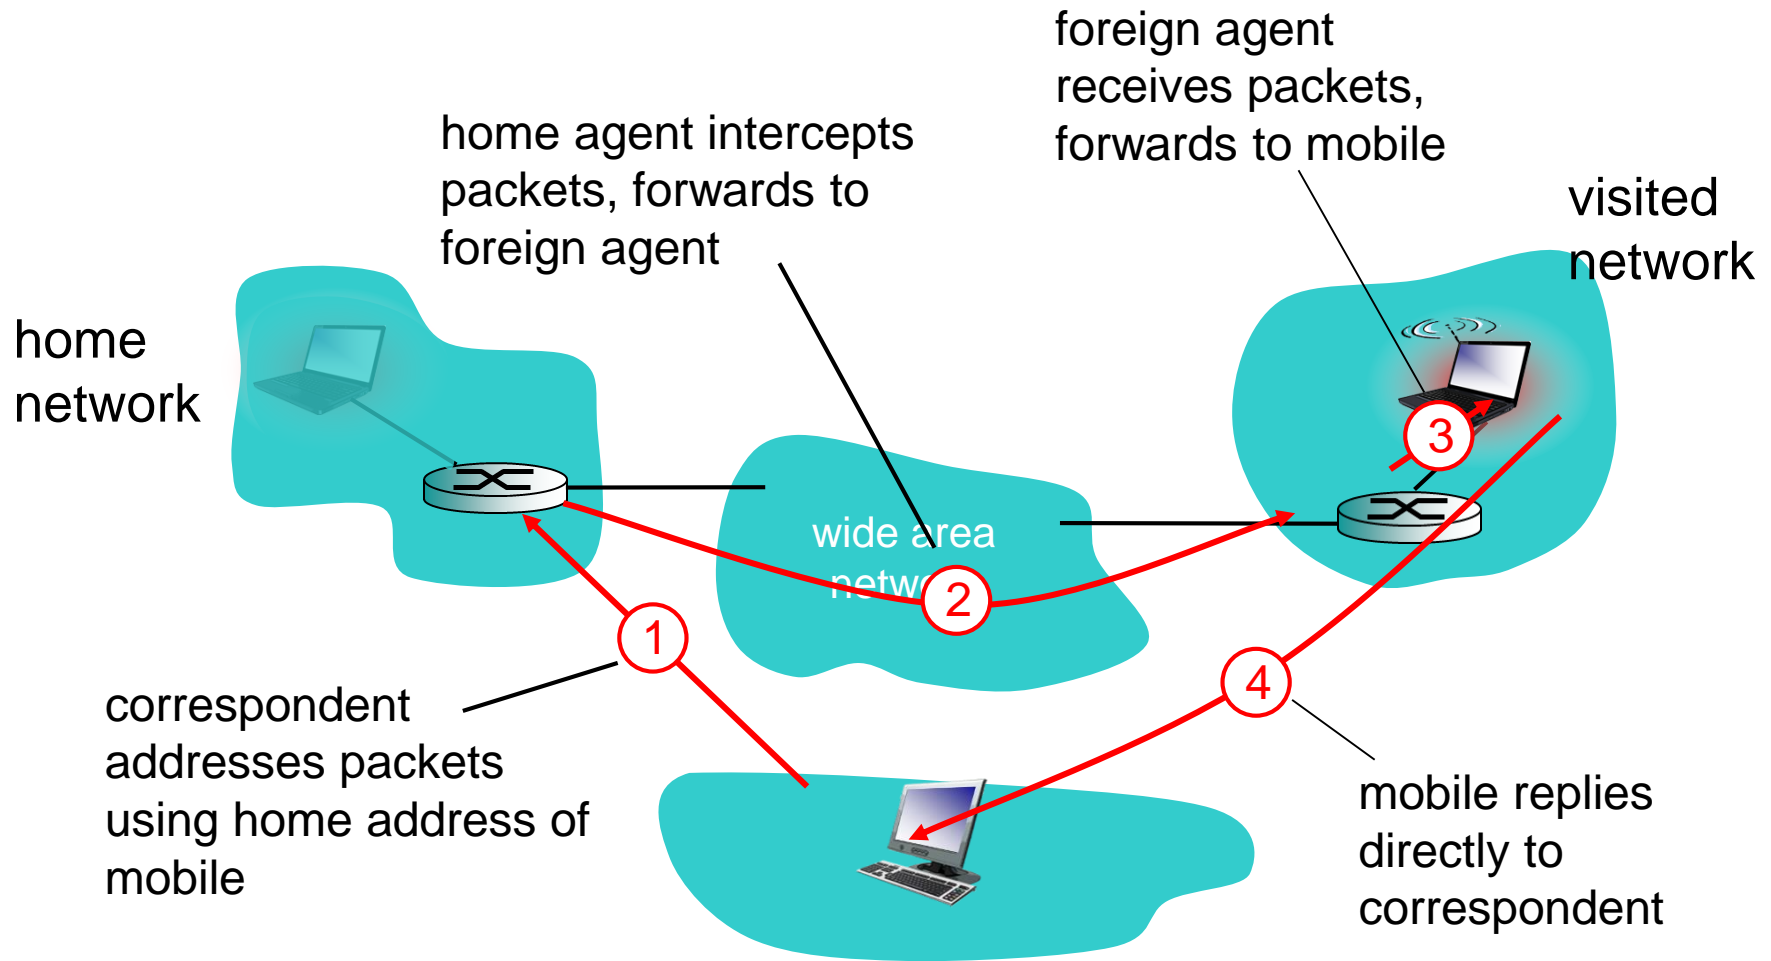 foreign agent
receives packets,
forwards to mobile
home agent intercepts
packets, forwards to
foreign agent
visited
network
home
network
wide area
network
3
2
1
4
correspondent
addresses packets
using home address of
mobile
mobile replies
directly to
correspondent